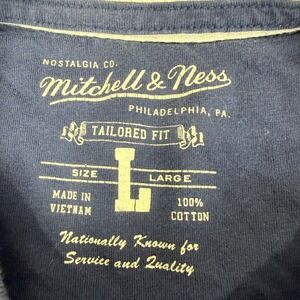 NOSTALGIA CO.
Mitchell & Ness
PHILADELPHIA, PA.
TAILORED FIT
SIZE L LARGE
MADE IN VIETNAM
100% COTTON
Nationally Known for
Service and Quality